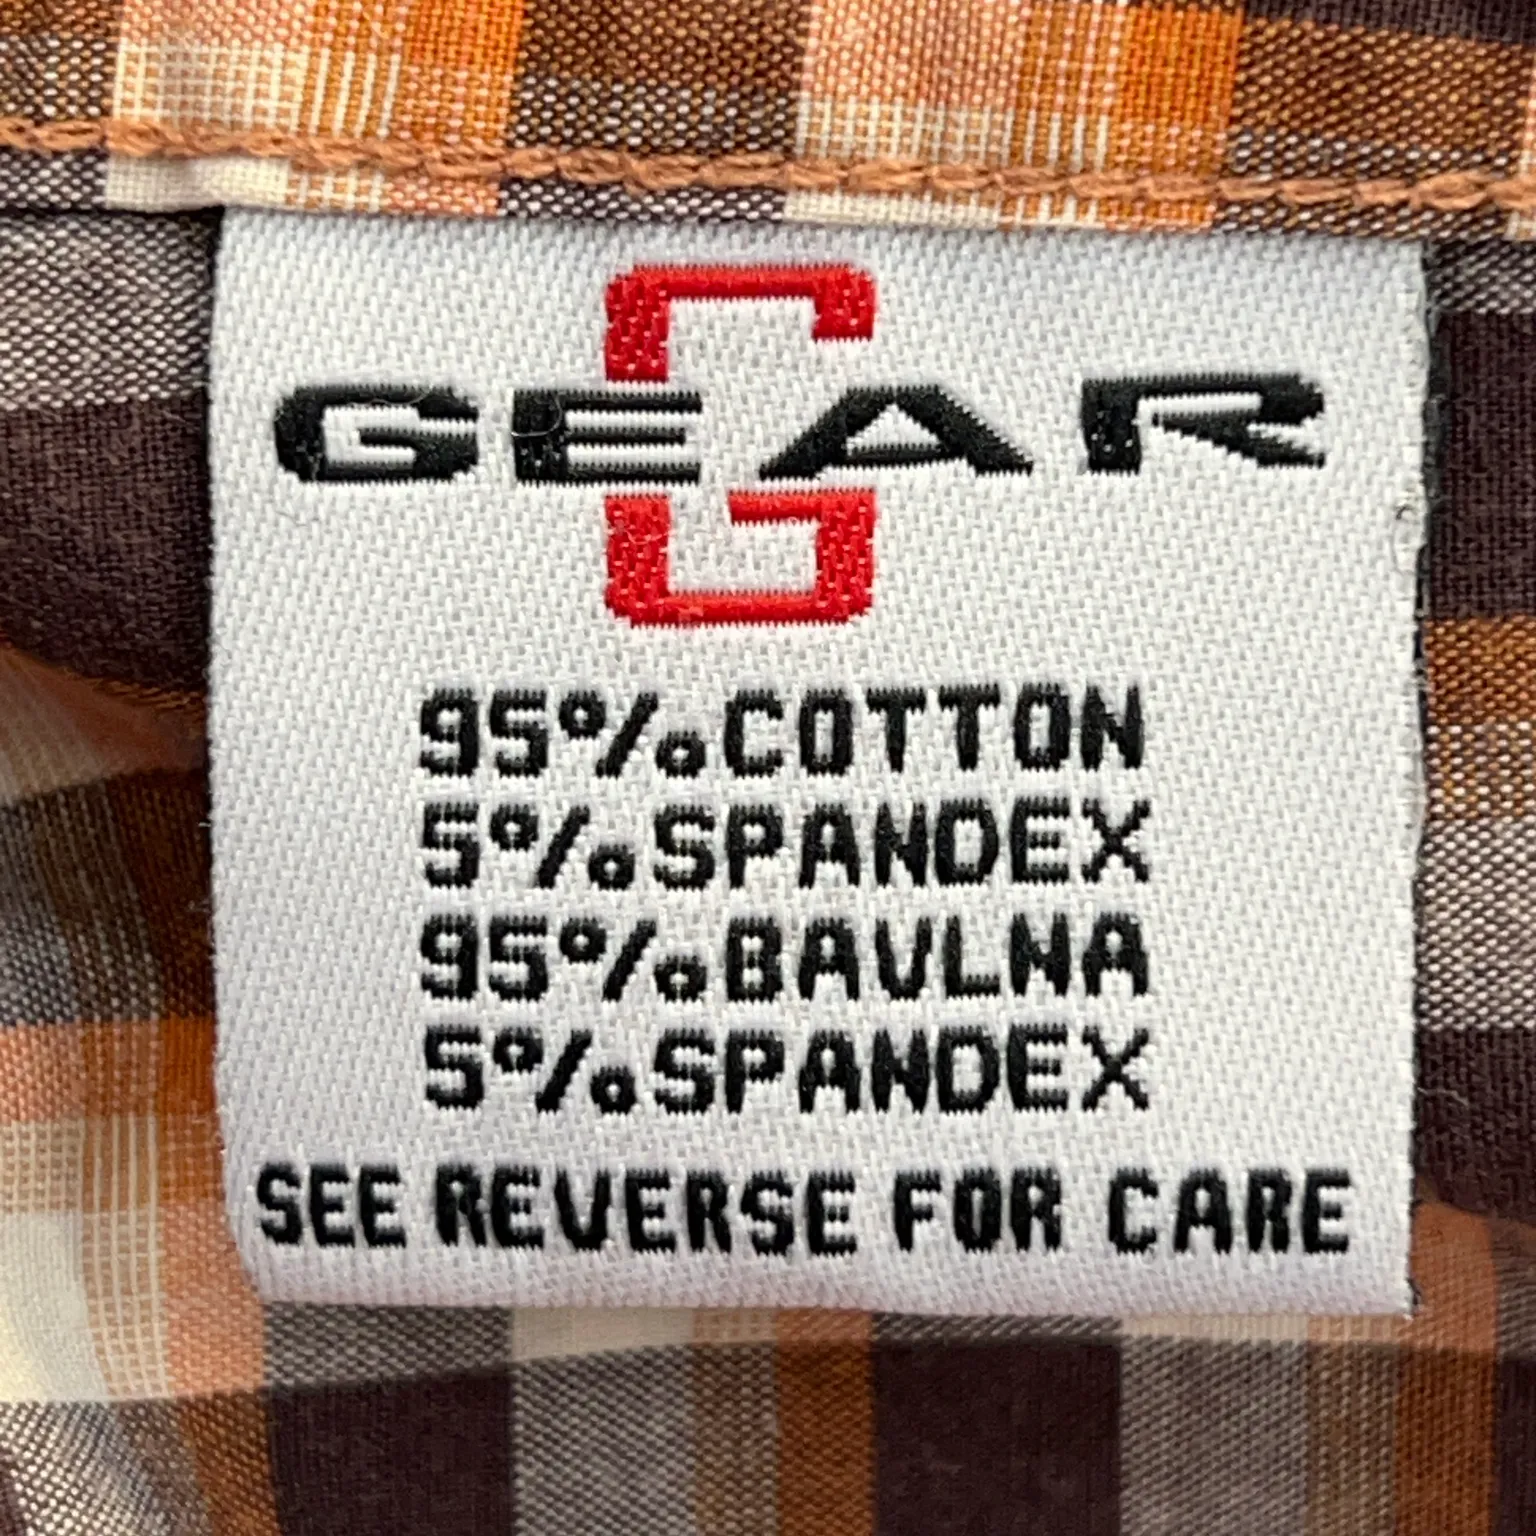 G
GEAR
95% COTTON
5% SPANDEX
95% BAVLNA
5% SPANDEX
SEE REVERSE FOR CARE